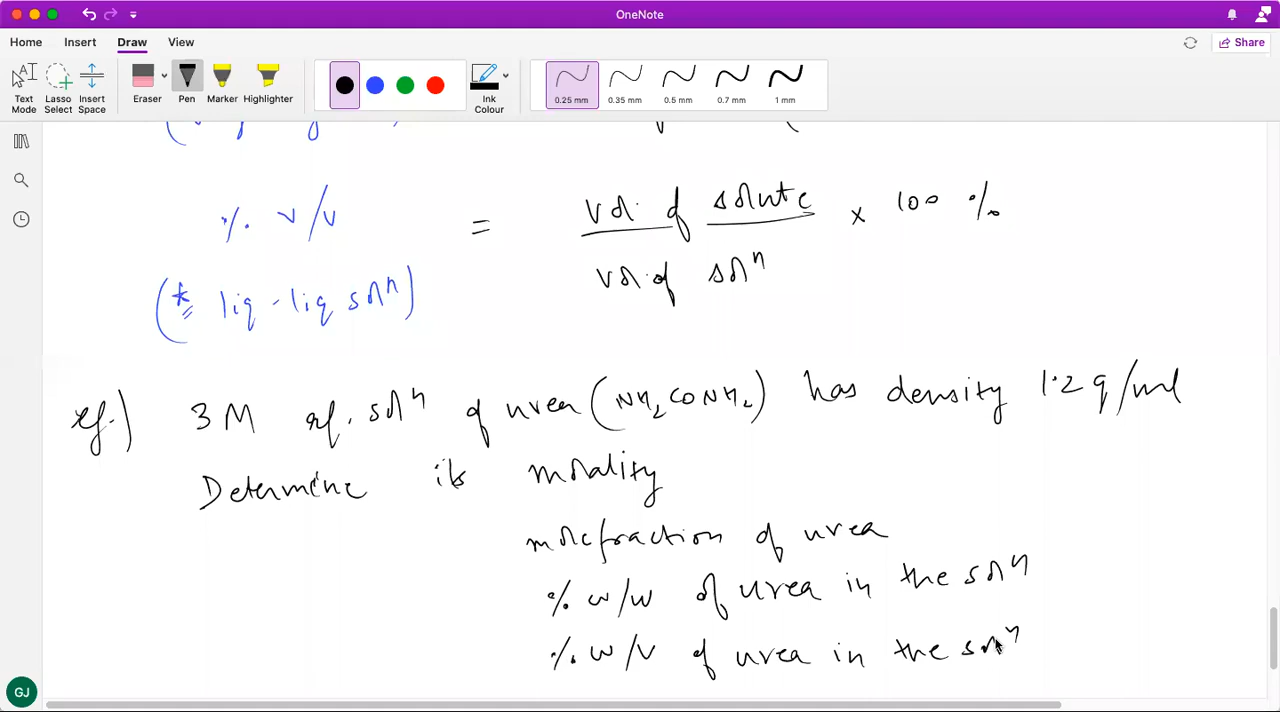 OneNote
Home Insert Draw View
Share
Text Mode
Lasso Select
Insert Space
Eraser
Pen
Marker
Highlighter
Ink Colour
0.25 mm
0.35 mm
0.5 mm
0.7 mm
1 mm
% v/v = vol. of solute × 100 %
vol. of solⁿ
(* liq - liq solⁿ)
eg.) 3 M aq. solⁿ of urea (NH₂CONH₂) has density 1.2 g/ml
Determine its molality
molefraction of urea
% w/w of urea in the solⁿ
% w/v of urea in the solⁿ
GJ